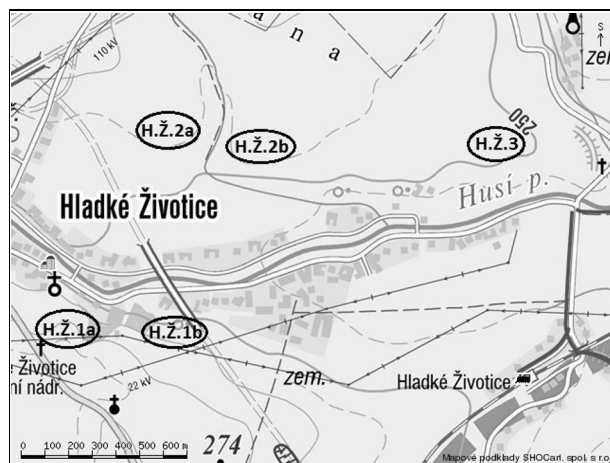 110 kV
a n a
S
zem
H.Ž.2a
H.Ž.2b
H.Ž.3
250
Husí p.
Hladké Životice
H.Ž.1a
H.Ž.1b
Životice
ní nádr.
22 kV
zem.
Hladké Životice
0 100 200 300 400 500 600 m
274
Mapové podklady SHOCart, spol. s r.o.